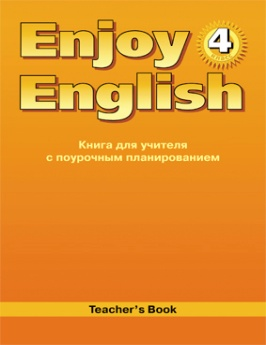 Enjoy 4
English
Книга для учителя
с поурочным планированием
Teacher's Book